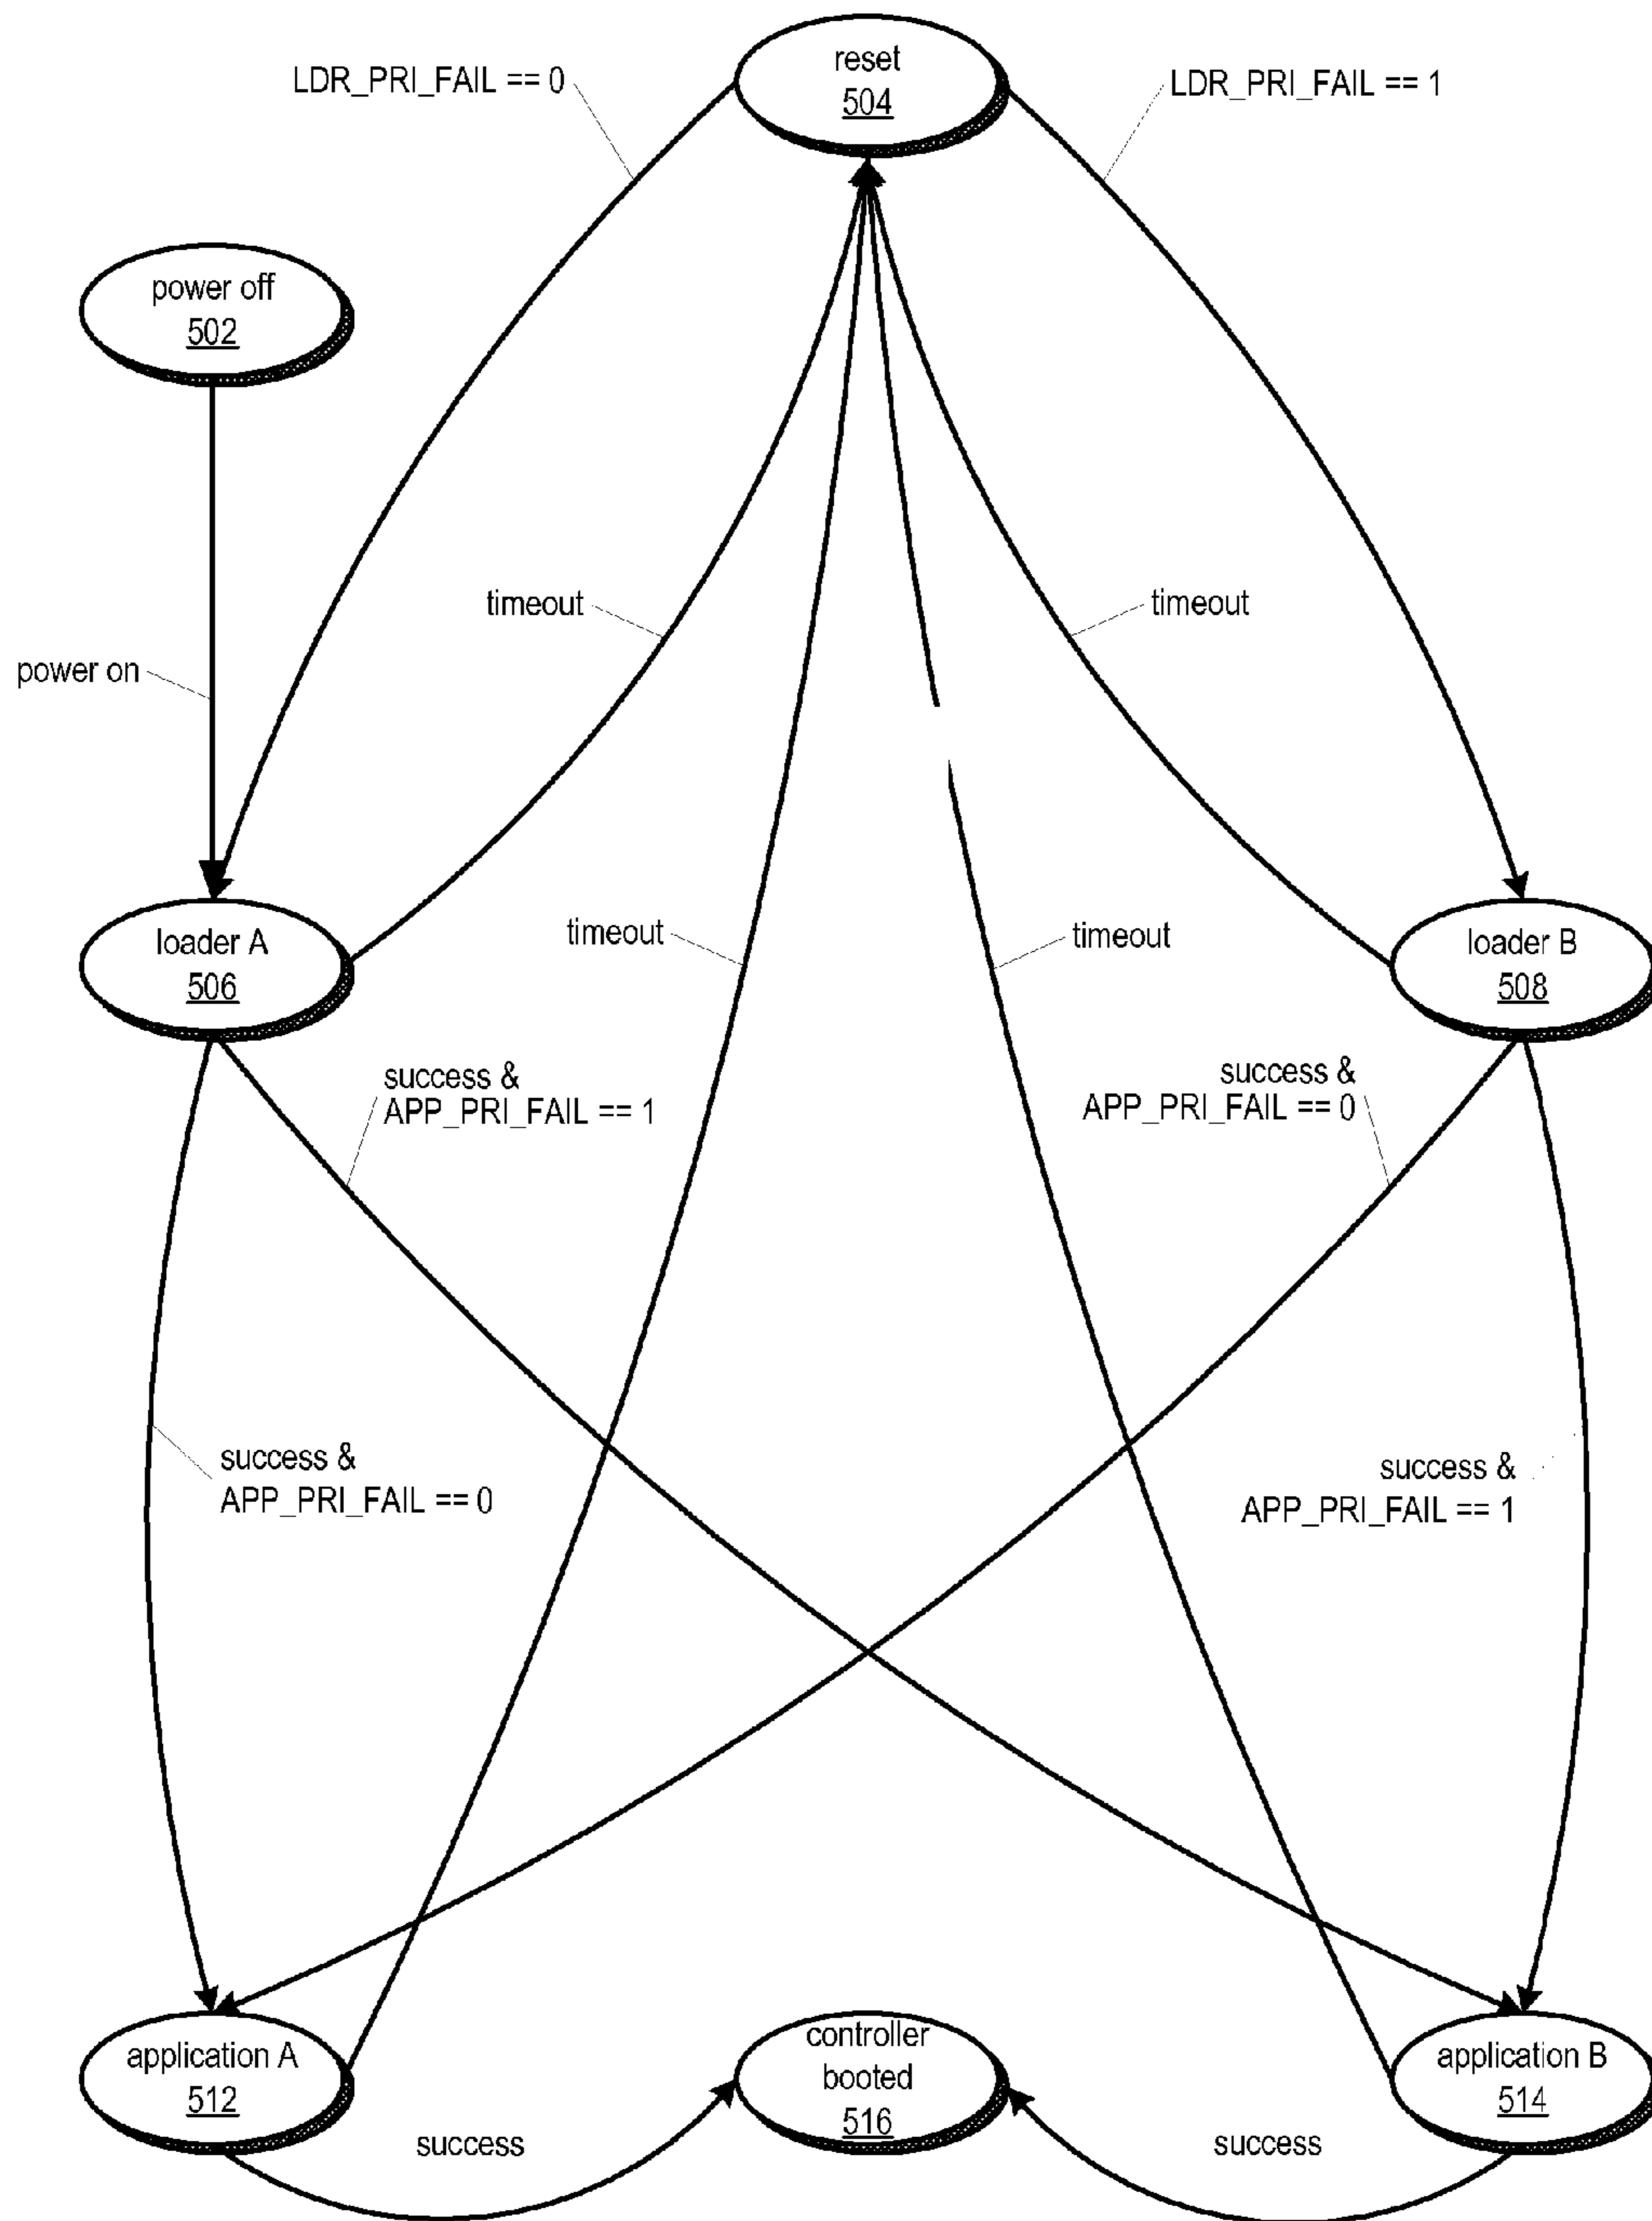 reset
504
LDR_PRI_FAIL == 0
LDR_PRI_FAIL == 1
power off
502
timeout
timeout
power on
timeout
timeout
loader A
506
loader B
508
success &
APP_PRI_FAIL == 1
success &
APP_PRI_FAIL == 0
success &
APP_PRI_FAIL == 0
success &
APP_PRI_FAIL == 1
application A
512
controller
booted
516
application B
514
success
success